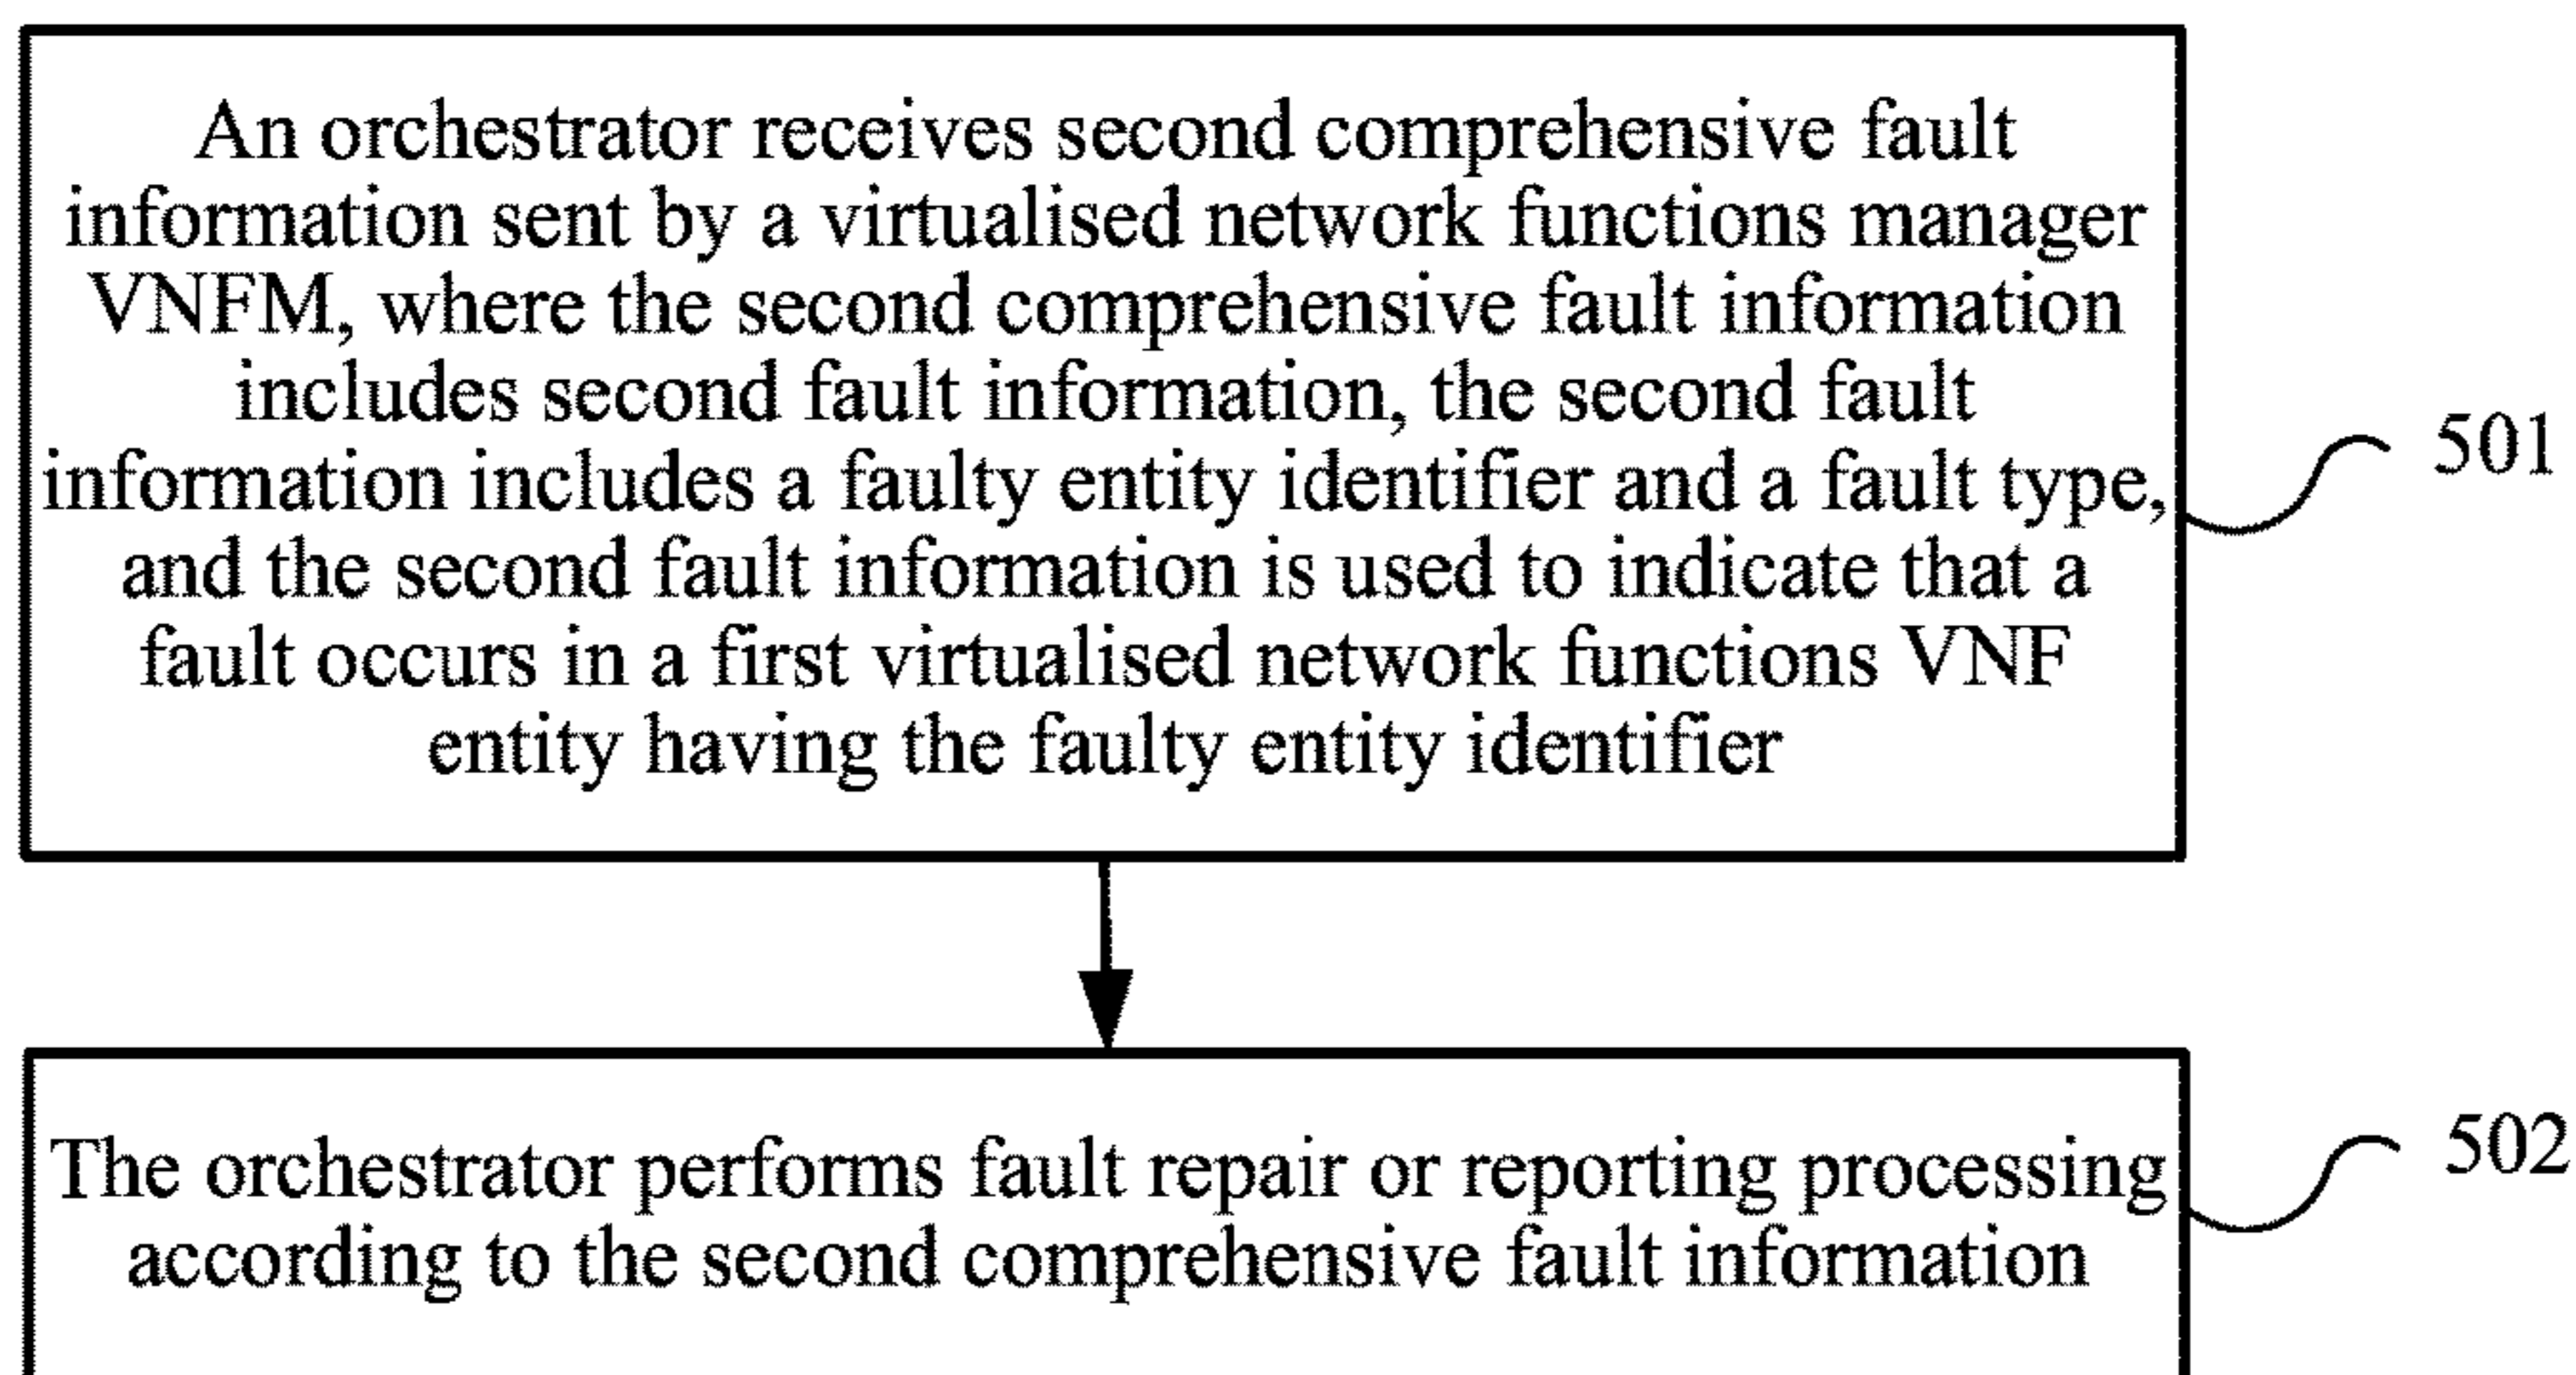 An orchestrator receives second comprehensive fault
information sent by a virtualised network functions manager
VNFM, where the second comprehensive fault information
includes second fault information, the second fault
information includes a faulty entity identifier and a fault type,
and the second fault information is used to indicate that a
fault occurs in a first virtualised network functions VNF
entity having the faulty entity identifier
501
The orchestrator performs fault repair or reporting processing
according to the second comprehensive fault information
502